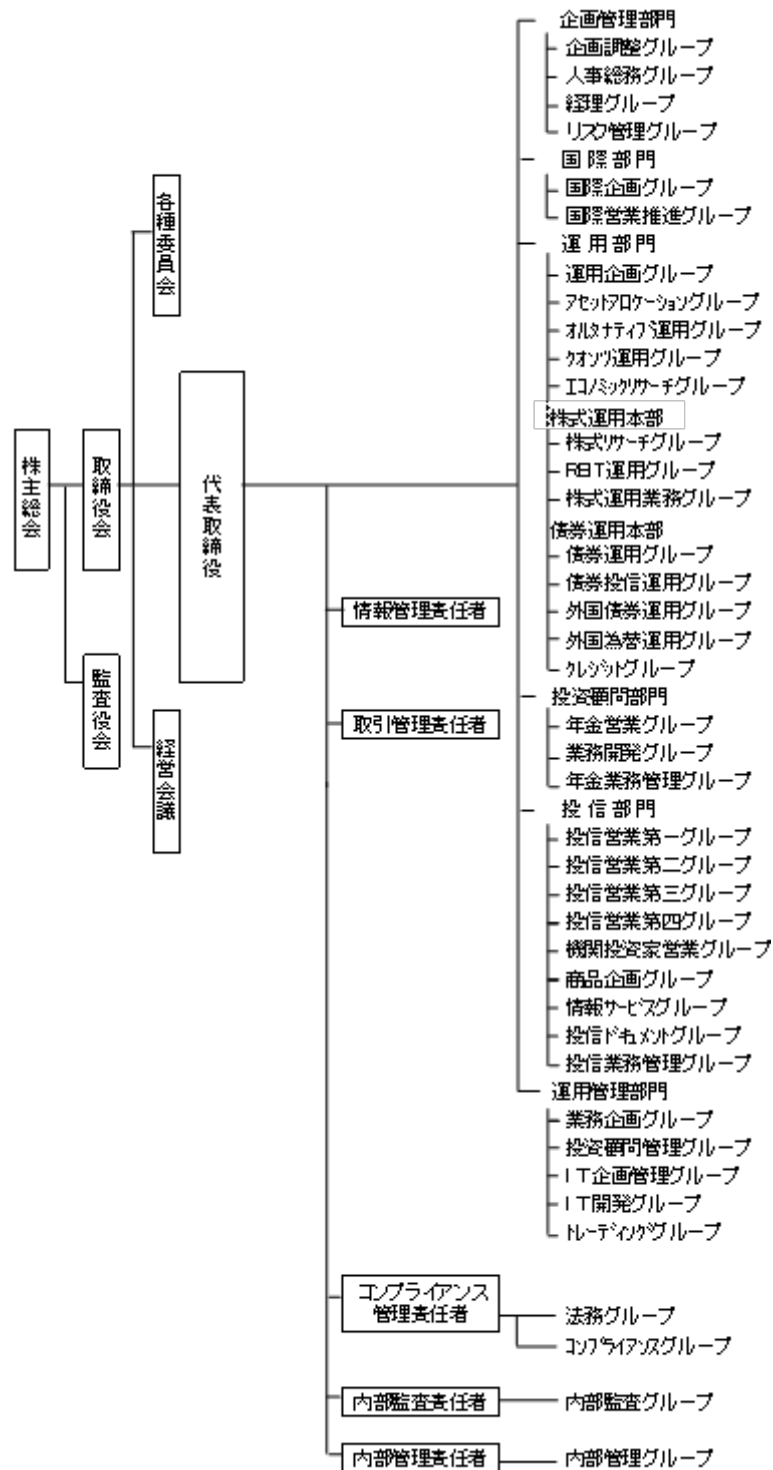 企画管理部門
企画調整グループ
人事総務グループ
経理グループ
リスク管理グループ
国際部門
国際企画グループ
国際営業推進グループ
運用部門
運用企画グループ
アセットアロケーショングループ
オルタナティブ運用グループ
クオンツ運用グループ
エコノミックリサーチグループ
株式運用本部
株式リサーチグループ
REIT運用グループ
株式運用業務グループ
債券運用本部
債券運用グループ
債券投信運用グループ
外国債券運用グループ
外国為替運用グループ
クレジットグループ
投資顧問部門
年金営業グループ
業務開発グループ
年金業務管理グループ
投信部門
投信営業第一グループ
投信営業第二グループ
投信営業第三グループ
投信営業第四グループ
機関投資家営業グループ
商品企画グループ
情報サービスグループ
投信ドキュメントグループ
投信業務管理グループ
運用管理部門
業務企画グループ
投資顧問管理グループ
IT企画管理グループ
IT開発グループ
トレーディンググループ
各種委員会
株主総会
取締役会
代表取締役
監査役会
経営会議
情報管理責任者
取引管理責任者
コンプライアンス
管理責任者
法務グループ
コンプライアンスグループ
内部監査責任者
内部監査グループ
内部管理責任者
内部管理グループ